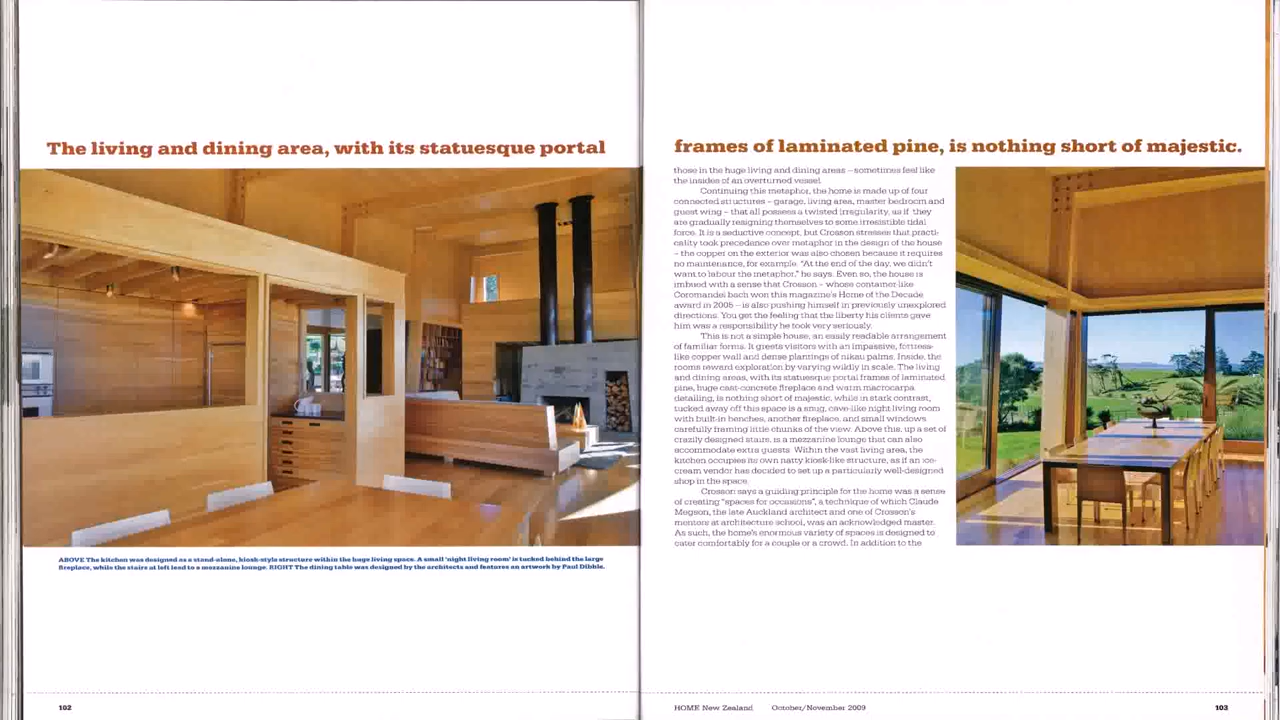 The living and dining area, with its statuesque portal
ABOVE The kitchen was designed as a stand-alone, kiosk-style structure within the huge living space. A small 'night living room' is tucked behind the large
fireplace, while the stairs at left lead to a mezzanine lounge. RIGHT The dining table was designed by the architects and features an artwork by Paul Dibble.
102
frames of laminated pine, is nothing short of majestic.
those in the huge living and dining areas – sometimes feel like
the insides of an overturned vessel.
Continuing this metaphor, the home is made up of four
connected structures – garage, living area, master bedroom and
guest wing – that all possess a twisted irregularity, as if they
are gradually resigning themselves to some irresistible tidal
force. It is a seductive concept, but Crosson stresses that practi-
cality took precedence over metaphor in the design of the house
– the copper on the exterior was also chosen because it requires
no maintenance, for example. "At the end of the day, we didn't
want to labour the metaphor," he says. Even so, the house is
imbued with a sense that Crosson – whose container-like
Coromandel bach won this magazine's Home of the Decade
award in 2005 – is also pushing himself in previously unexplored
directions. You get the feeling that the liberty his clients gave
him was a responsibility he took very seriously.
This is not a simple house, an easily readable arrangement
of familiar forms. It greets visitors with an impassive, fortress-
like copper wall and dense plantings of nikau palms. Inside, the
rooms reward exploration by varying wildly in scale. The living
and dining areas, with its statuesque portal frames of laminated
pine, huge cast-concrete fireplace and warm macrocarpa
detailing, is nothing short of majestic, while in stark contrast,
tucked away off this space is a snug, cave-like night living room
with built-in benches, another fireplace, and small windows
carefully framing little chunks of the view. Above this, up a set of
crazily designed stairs, is a mezzanine lounge that can also
accommodate extra guests. Within the vast living area, the
kitchen occupies its own natty kiosk-like structure, as if an ice-
cream vendor has decided to set up a particularly well-designed
shop in the space.
Crosson says a guiding principle for the home was a sense
of creating "spaces for occasions", a technique of which Claude
Megson, the late Auckland architect and one of Crosson's
mentors at architecture school, was an acknowledged master.
As such, the home's enormous variety of spaces is designed to
cater comfortably for a couple or a crowd. In addition to the
HOME New Zealand October/November 2009
103